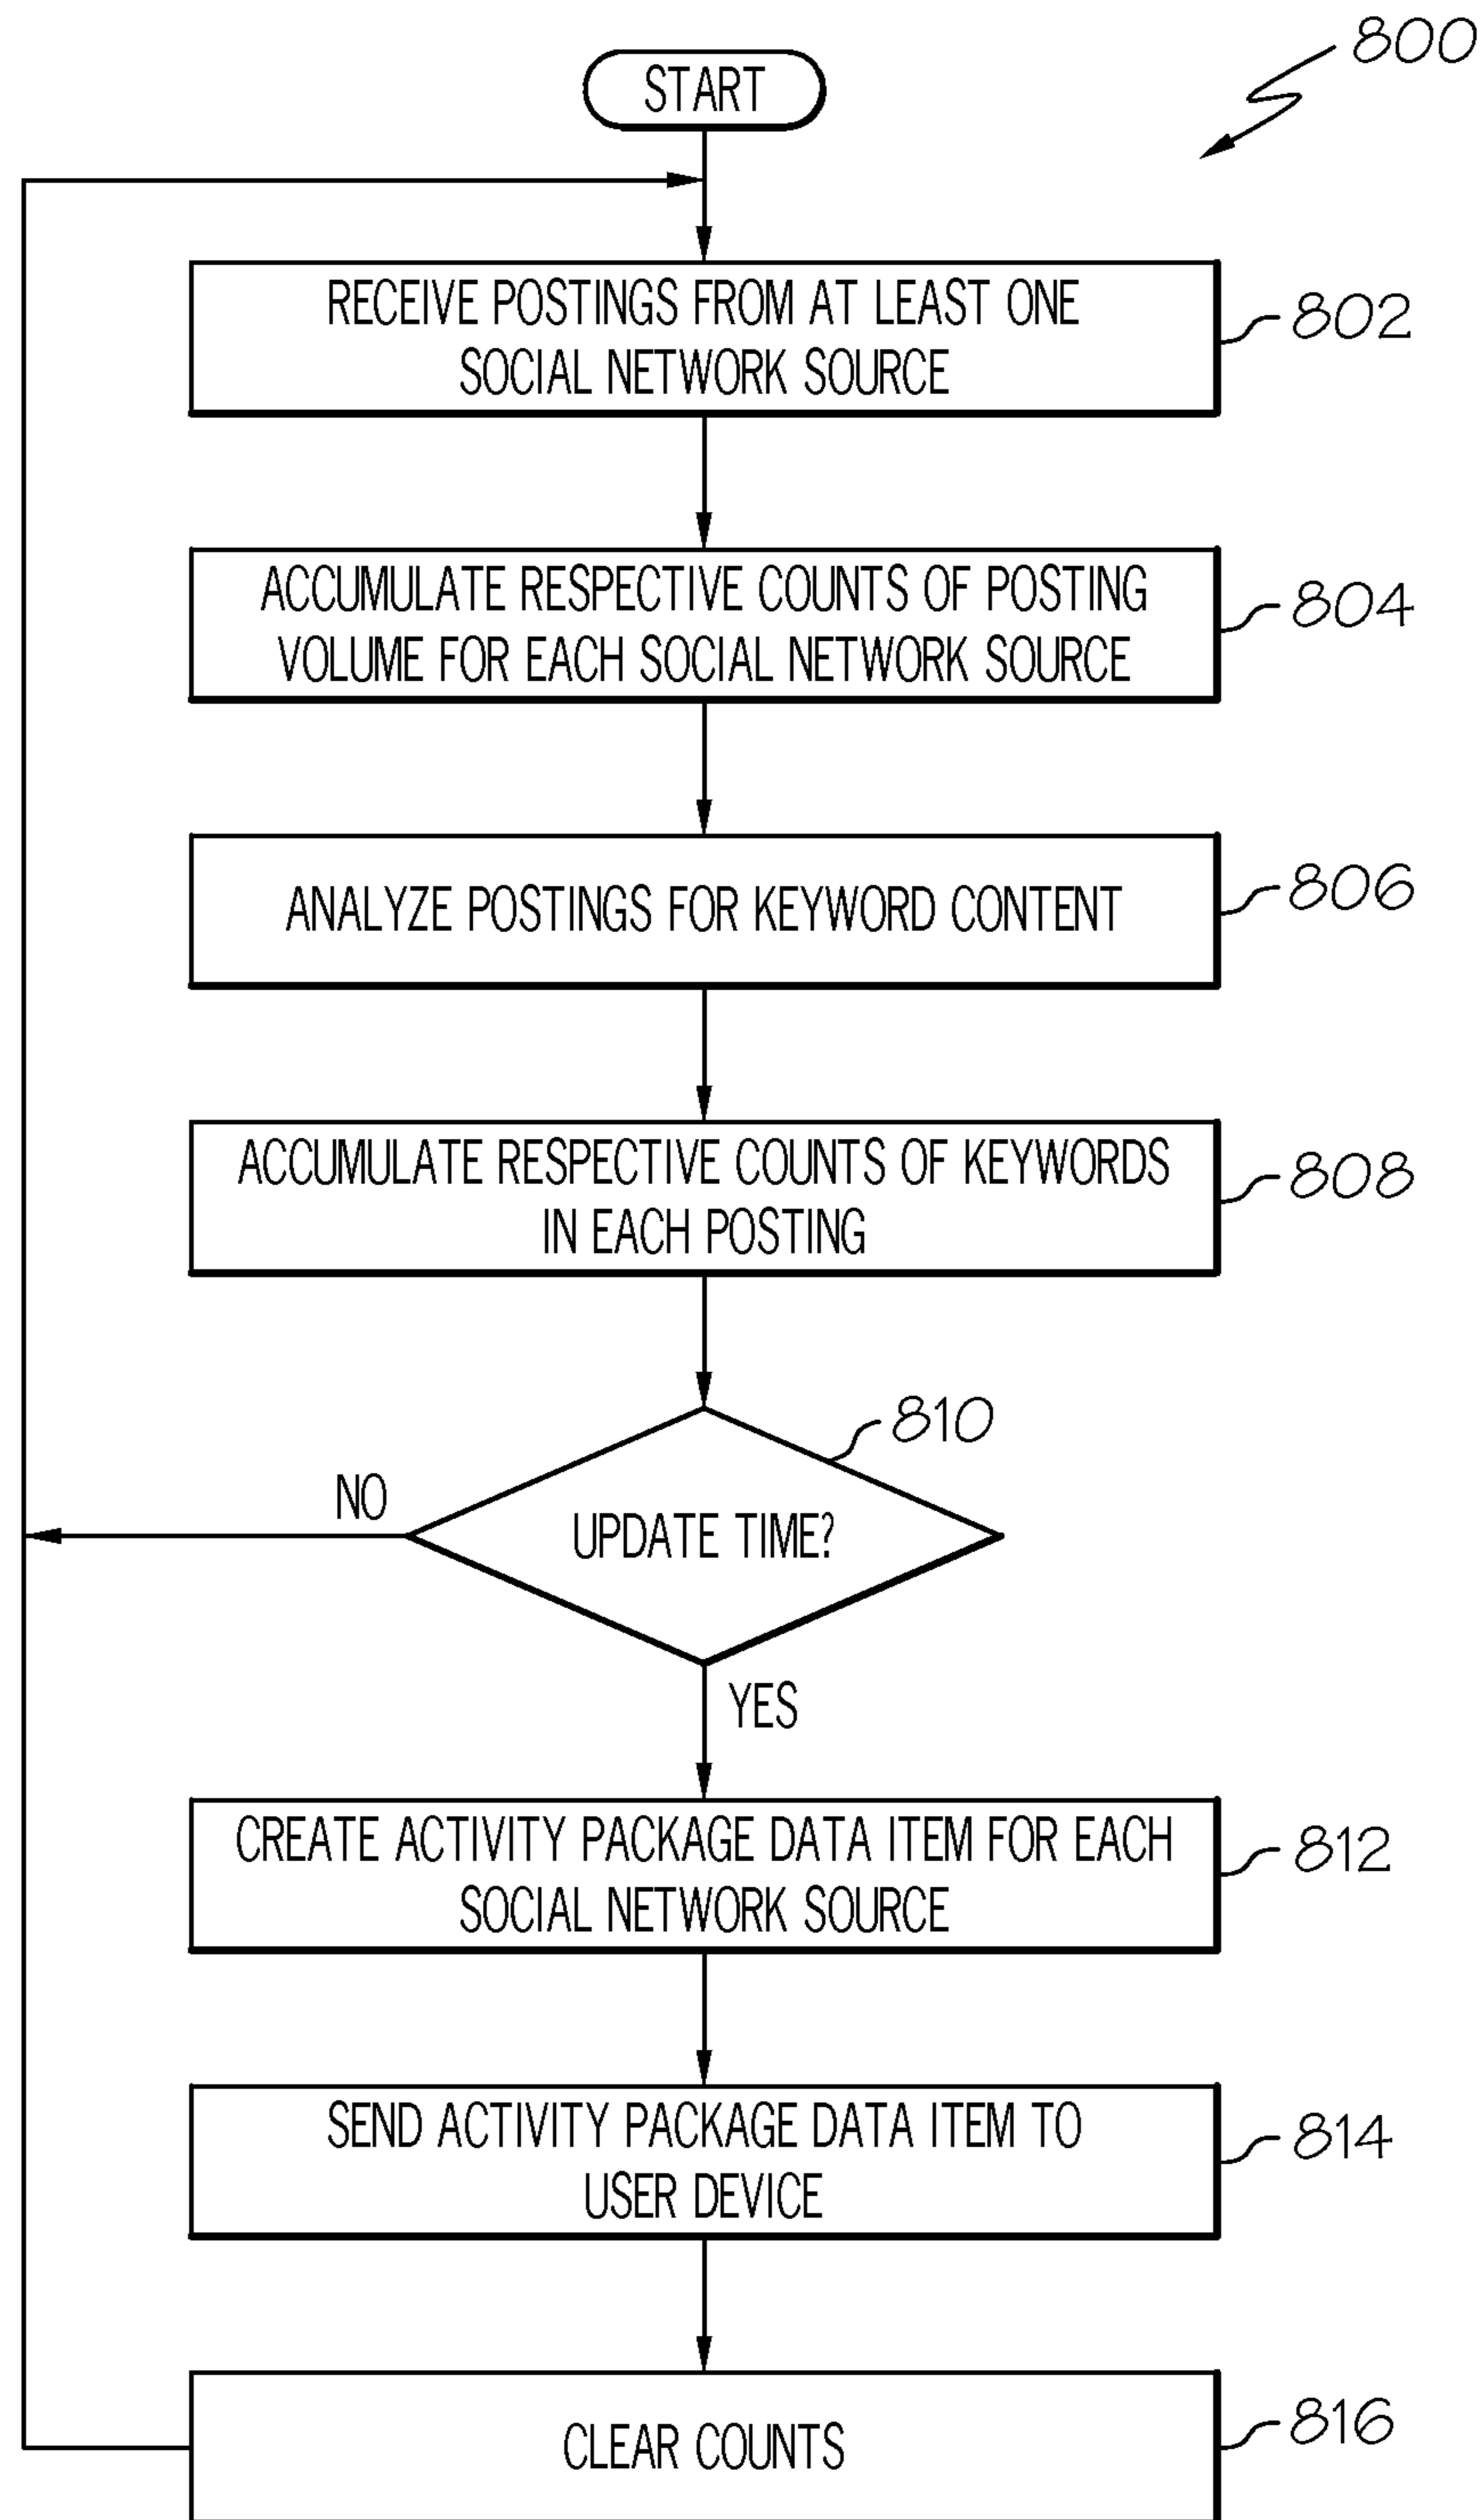 800
START
RECEIVE POSTINGS FROM AT LEAST ONE
SOCIAL NETWORK SOURCE
802
ACCUMULATE RESPECTIVE COUNTS OF POSTING
VOLUME FOR EACH SOCIAL NETWORK SOURCE
804
ANALYZE POSTINGS FOR KEYWORD CONTENT
806
ACCUMULATE RESPECTIVE COUNTS OF KEYWORDS
IN EACH POSTING
808
810
NO
UPDATE TIME?
YES
CREATE ACTIVITY PACKAGE DATA ITEM FOR EACH
SOCIAL NETWORK SOURCE
812
SEND ACTIVITY PACKAGE DATA ITEM TO
USER DEVICE
814
CLEAR COUNTS
816